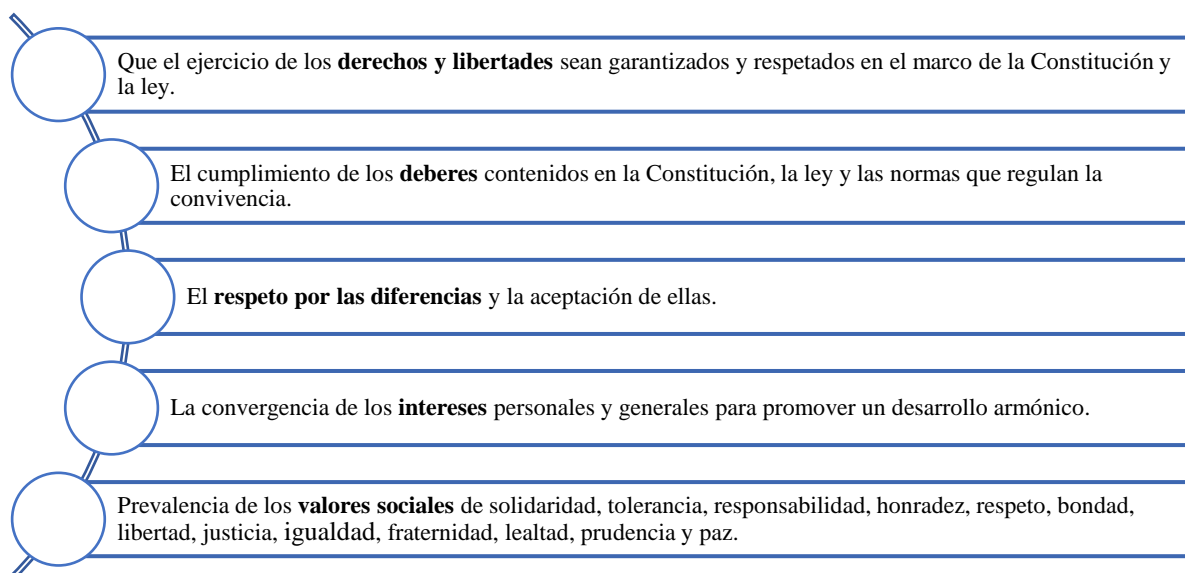 Que el ejercicio de los derechos y libertades sean garantizados y respetados en el marco de la Constitución y
la ley.
El cumplimiento de los deberes contenidos en la Constitución, la ley y las normas que regulan la
convivencia.
El respeto por las diferencias y la aceptación de ellas.
La convergencia de los intereses personales y generales para promover un desarrollo armónico.
Prevalencia de los valores sociales de solidaridad, tolerancia, responsabilidad, honradez, respeto, bondad,
libertad, justicia, igualdad, fraternidad, lealtad, prudencia y paz.